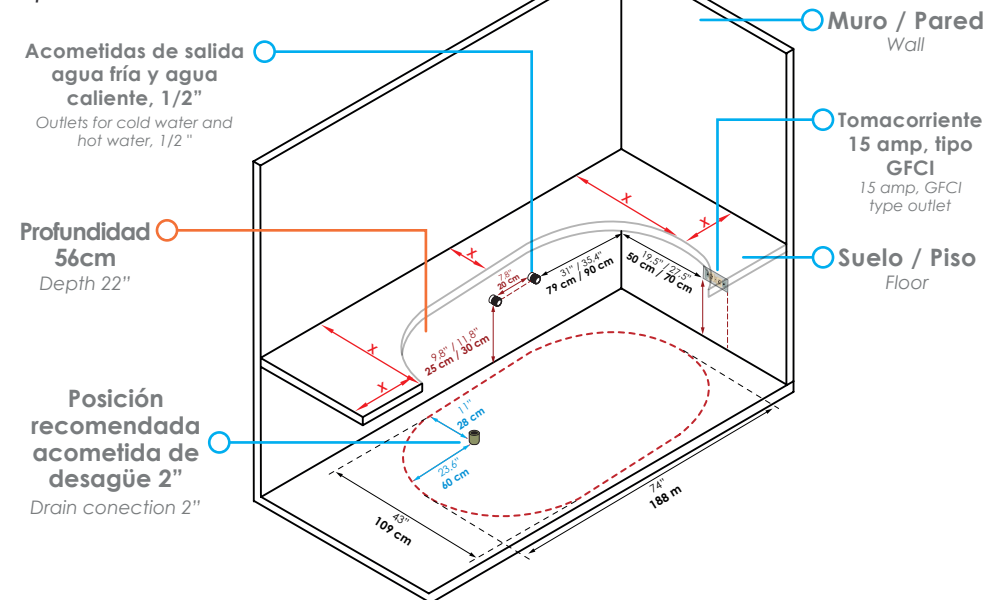 Muro / Pared
Wall
Acometidas de salida
agua fría y agua
caliente, 1/2”
Outlets for cold water and
hot water, 1/2 "
Tomacorriente
15 amp, tipo
GFCI
15 amp, GFCI
type outlet
Profundidad
56cm
Depth 22”
Suelo / Piso
Floor
X
X
X
X
X
7.8"
20 cm
31" / 35.4"
79 cm / 90 cm
19.5" / 27.5"
50 cm / 70 cm
9.8" / 11.8"
25 cm / 30 cm
Posición
recomendada
acometida de
desagüe 2”
Drain conection 2”
11"
28 cm
23.6"
60 cm
43"
109 cm
74"
188 m